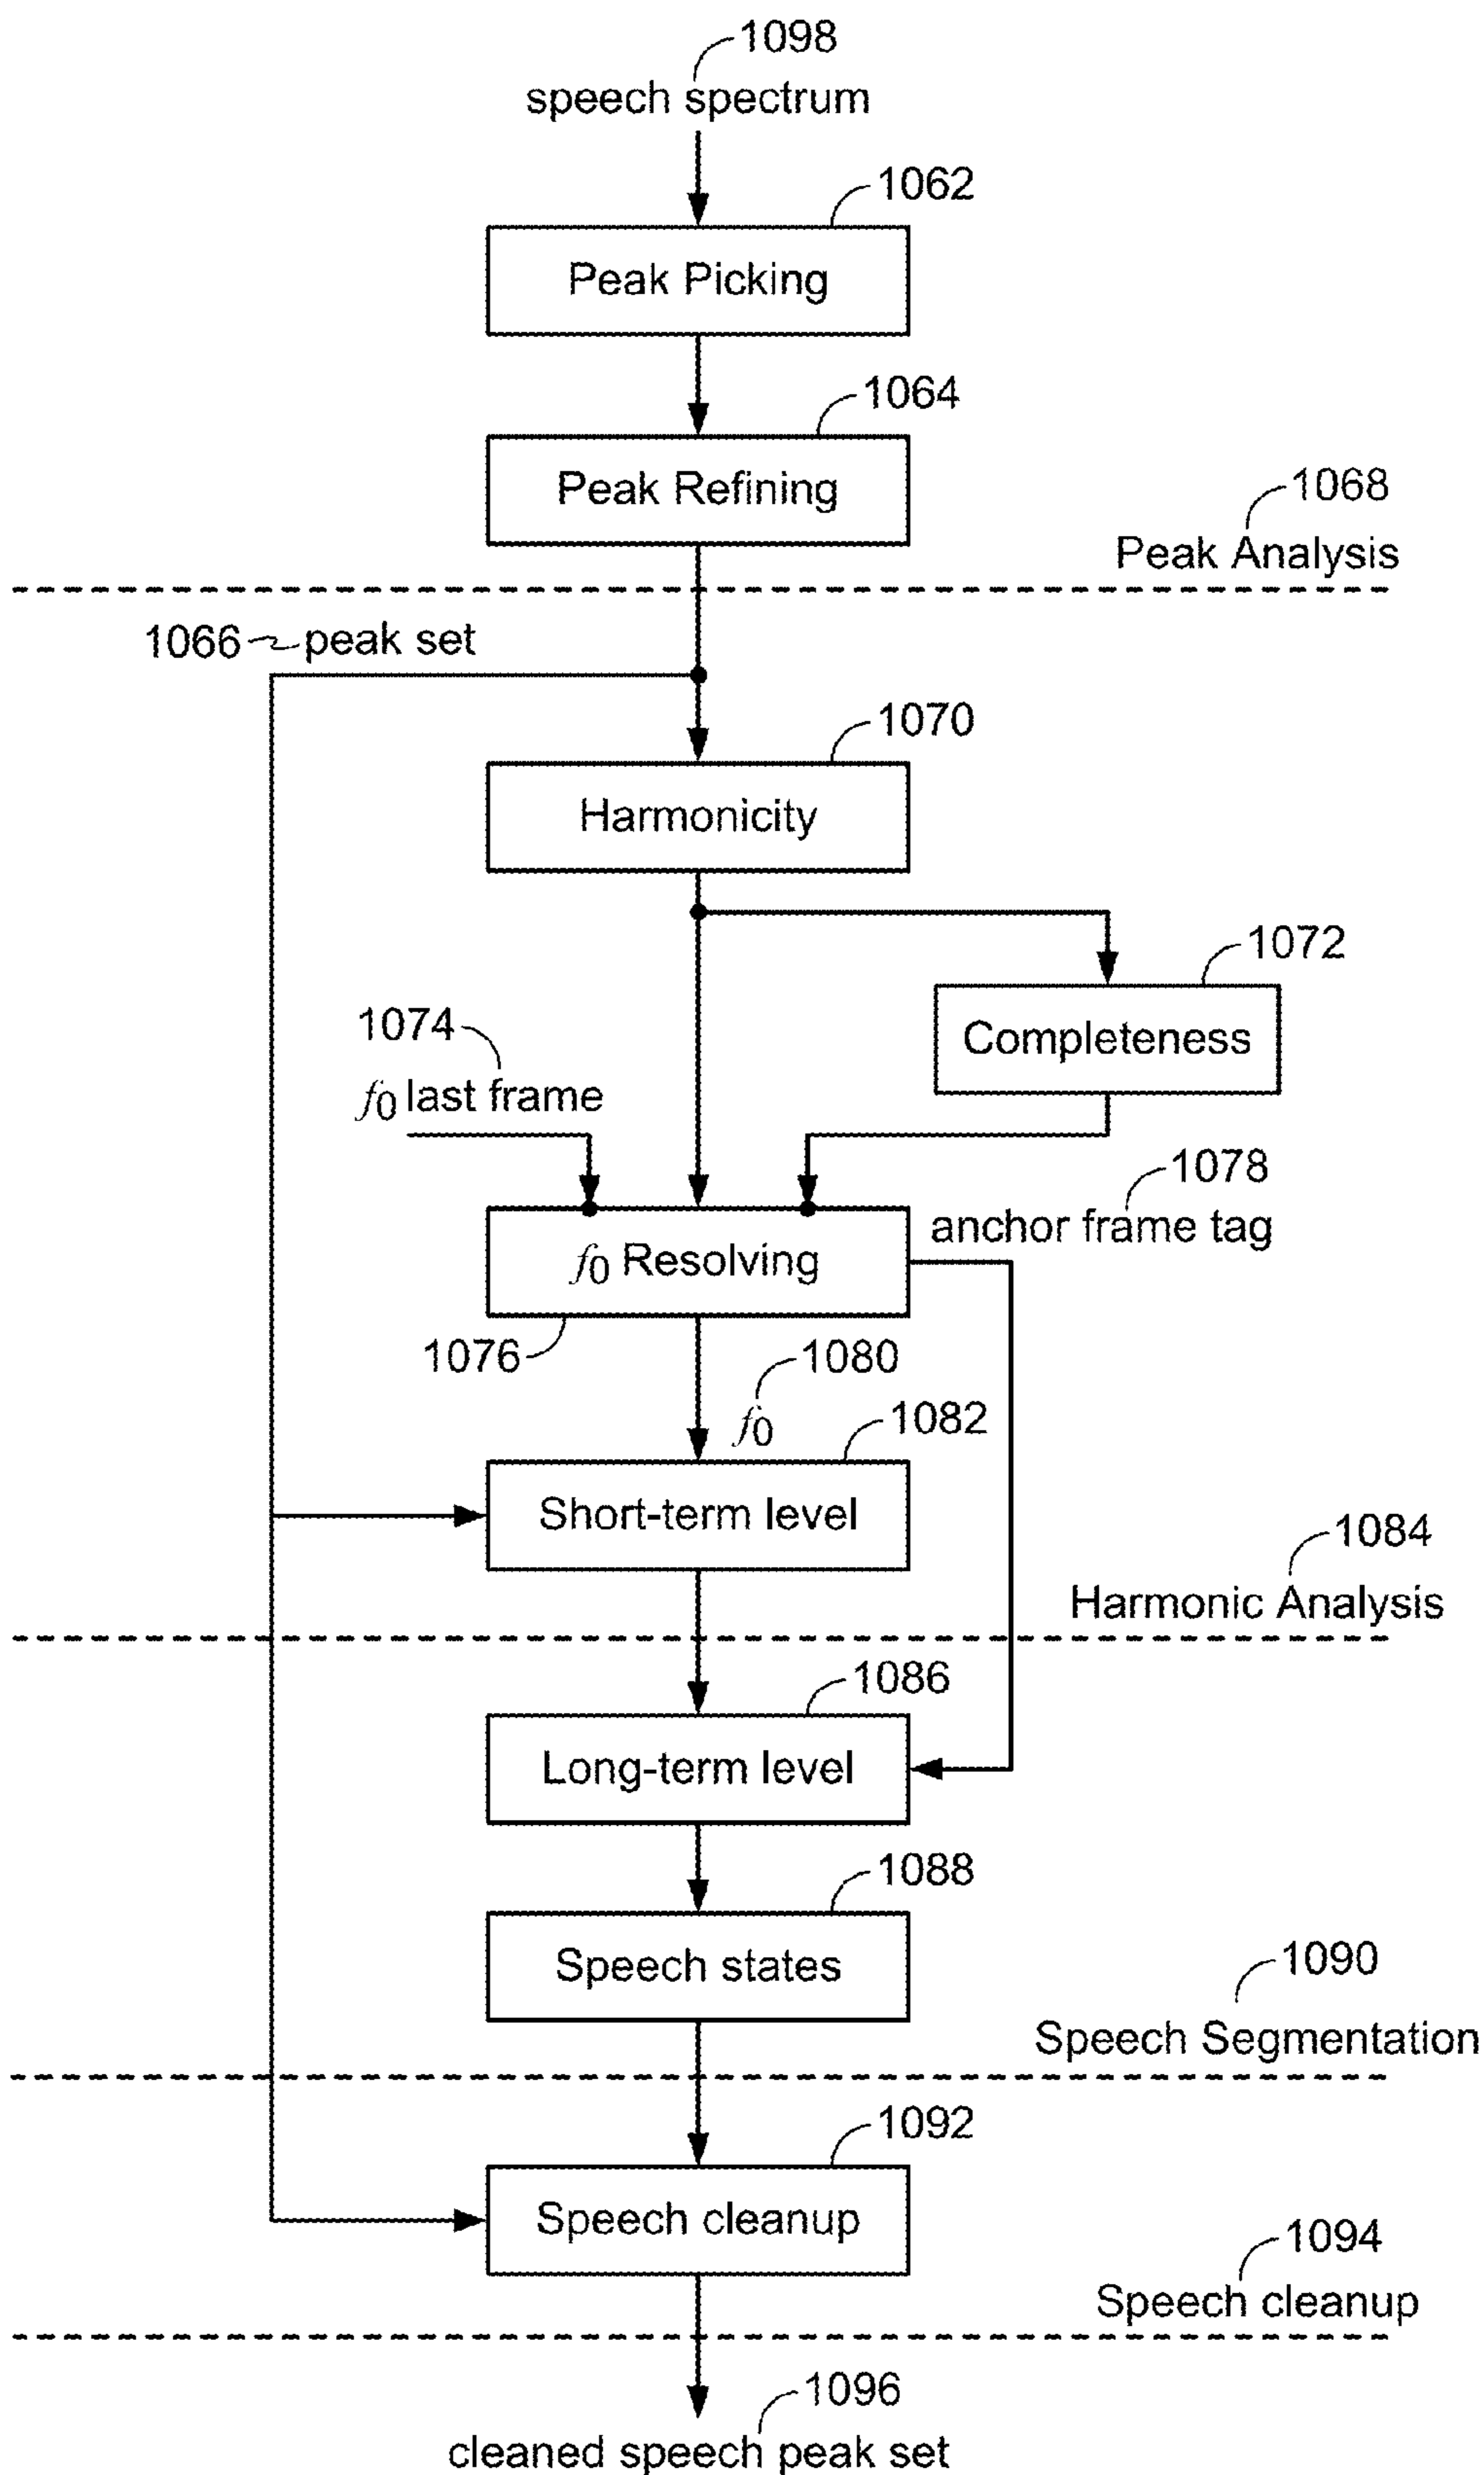 1098
speech spectrum
1062
Peak Picking
1064
Peak Refining
1068
Peak Analysis
1066 peak set
1070
Harmonicity
1072
Completeness
1074
f0 last frame
1078
anchor frame tag
f0 Resolving
1076
1080
f0
1082
Short-term level
1084
Harmonic Analysis
1086
Long-term level
1088
Speech states
1090
Speech Segmentation
1092
Speech cleanup
1094
Speech cleanup
1096
cleaned speech peak set